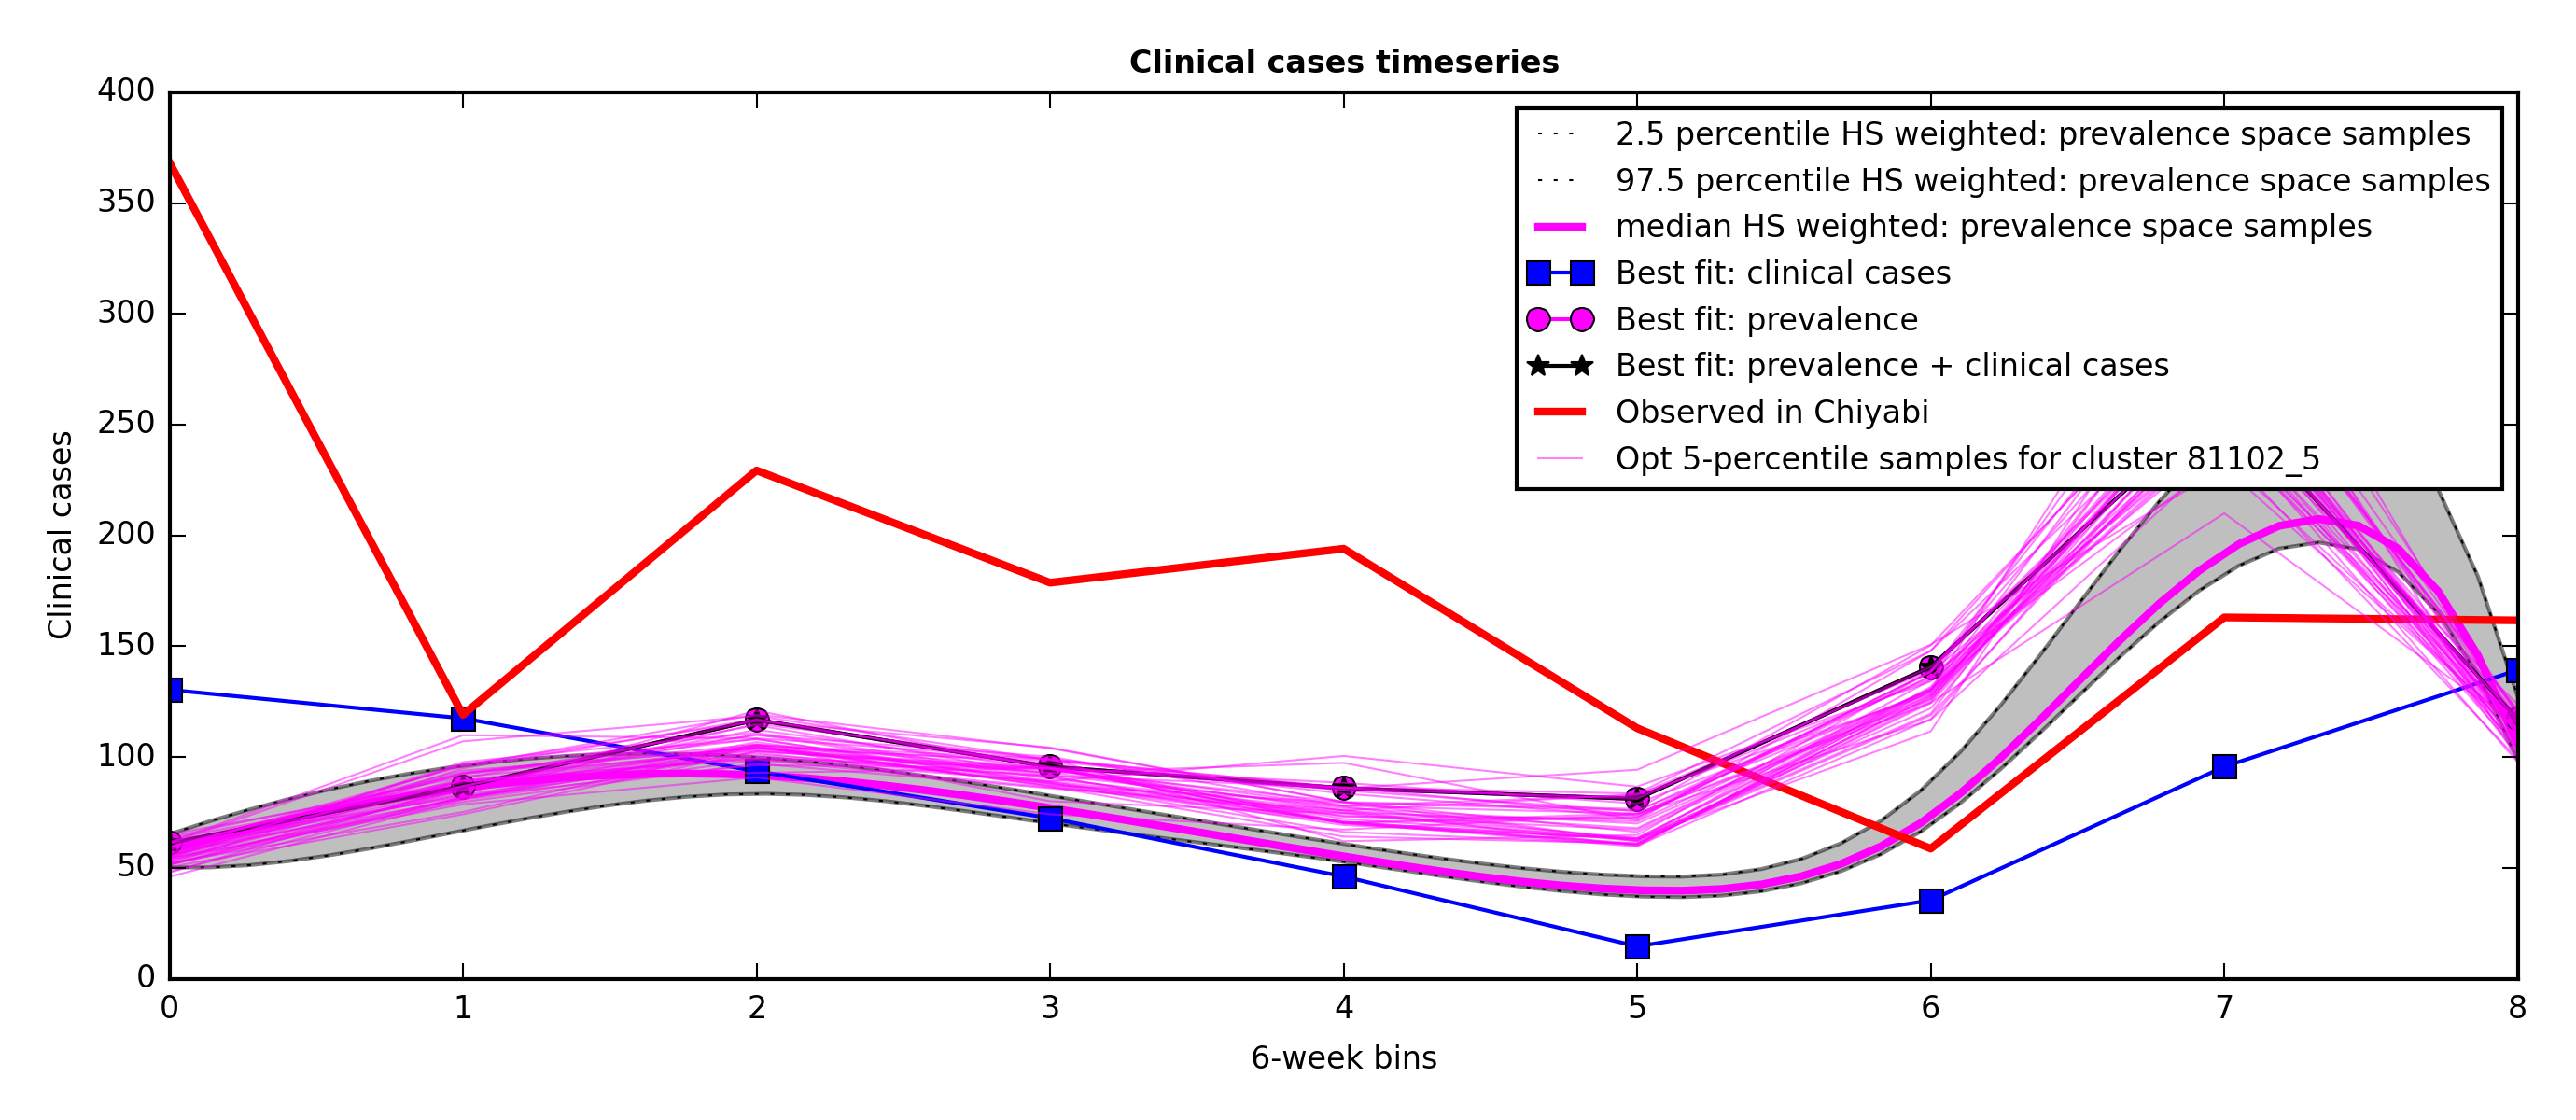 Clinical cases timeseries
400
350
300
250
200
150
100
50
0
Clinical cases
2.5 percentile HS weighted: prevalence space samples
97.5 percentile HS weighted: prevalence space samples
median HS weighted: prevalence space samples
Best fit: clinical cases
Best fit: prevalence
Best fit: prevalence + clinical cases
Observed in Chiyabi
Opt 5-percentile samples for cluster 81102_5
0 1 2 3 4 5 6 7 8
6-week bins